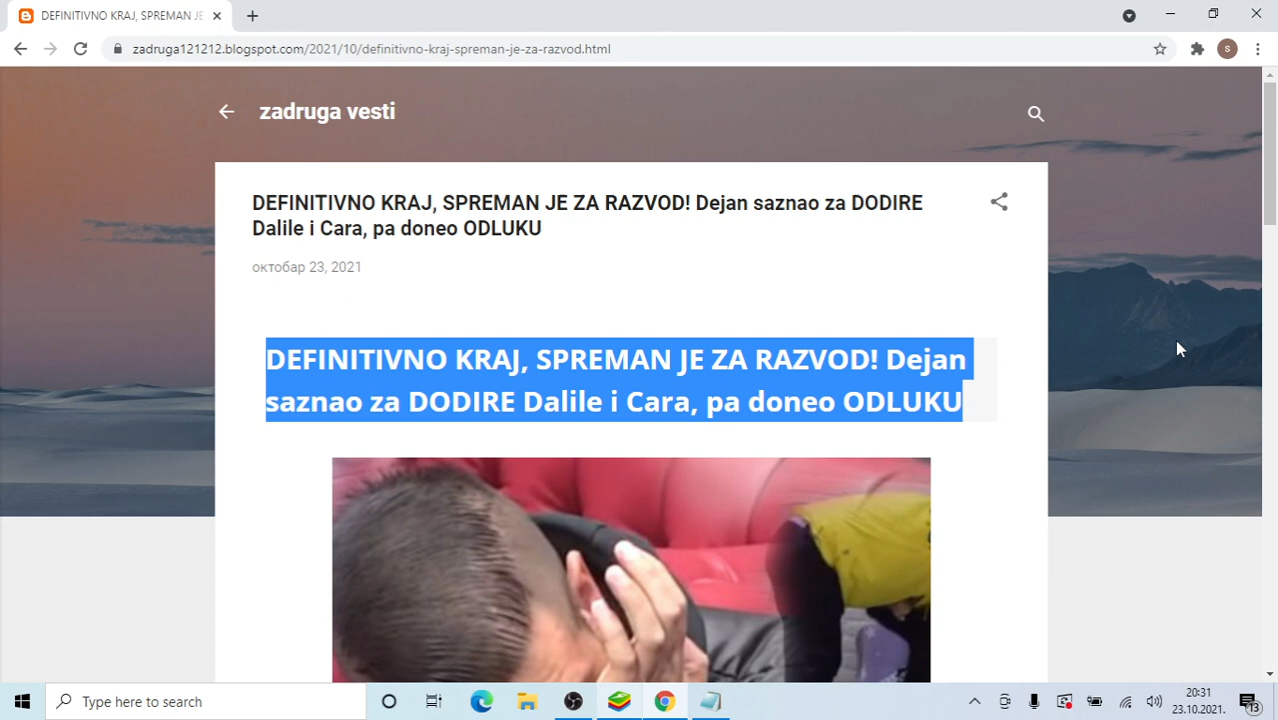 DEFINITIVNO KRAJ, SPREMAN JE
zadruga121212.blogspot.com/2021/10/definitivno-kraj-spreman-je-za-razvod.html
s
zadruga vesti
DEFINITIVNO KRAJ, SPREMAN JE ZA RAZVOD! Dejan saznao za DODIRE
Dalile i Cara, pa doneo ODLUKU
октобар 23, 2021
DEFINITIVNO KRAJ, SPREMAN JE ZA RAZVOD! Dejan
saznao za DODIRE Dalile i Cara, pa doneo ODLUKU
Type here to search
20:31
23.10.2021.
13